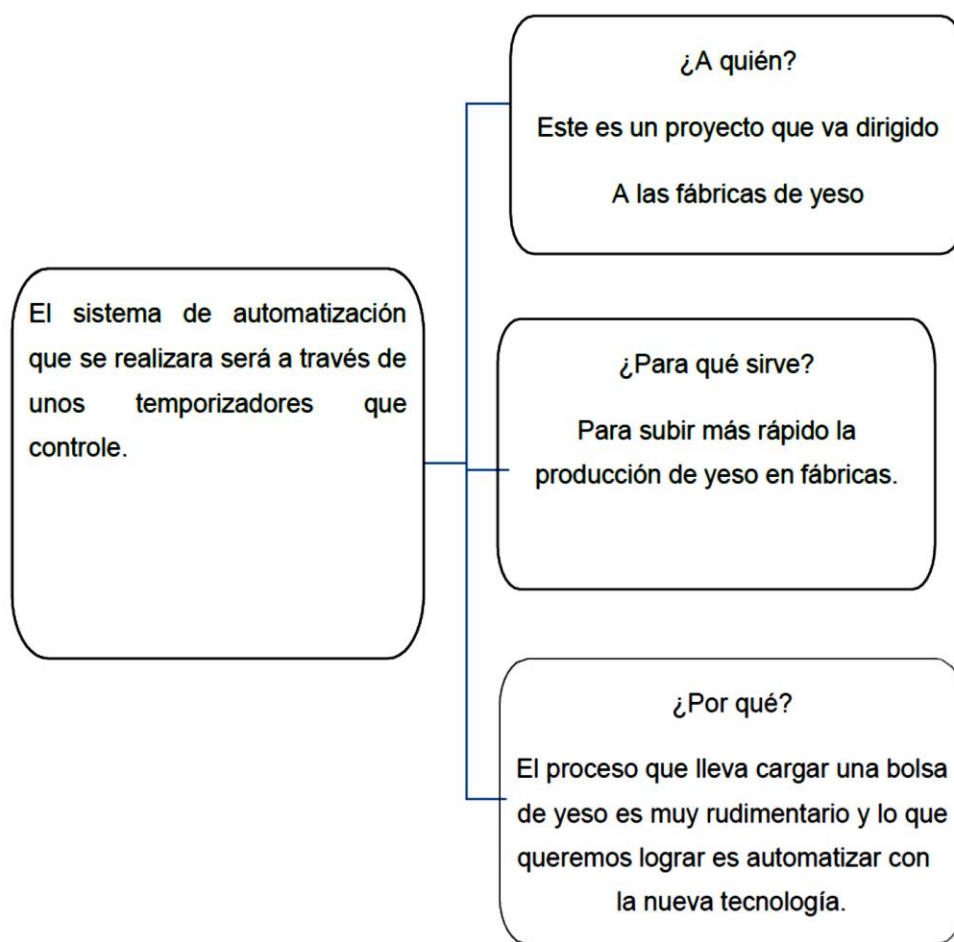 El sistema de automatización
que se realizara será a través de
unos temporizadores que
controle.
¿A quién?
Este es un proyecto que va dirigido
A las fábricas de yeso
¿Para qué sirve?
Para subir más rápido la
producción de yeso en fábricas.
¿Por qué?
El proceso que lleva cargar una bolsa
de yeso es muy rudimentario y lo que
queremos lograr es automatizar con
la nueva tecnología.